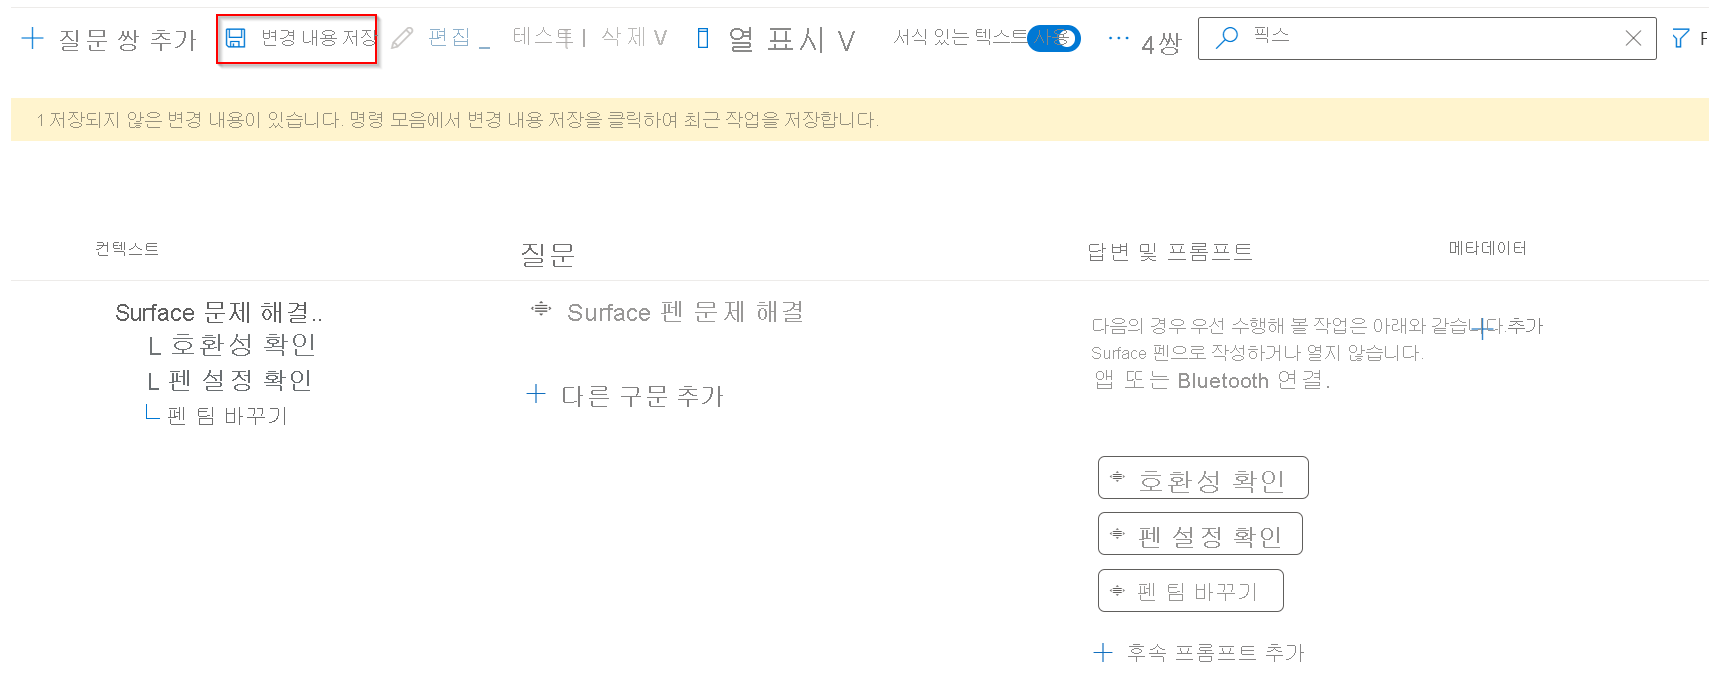 질문 쌍 추가 변경 내용 저장 편집 테스트 삭제 열 표시 서식 있는 텍스트 사용 ··· 4쌍 픽스
1 저장되지 않은 변경 내용이 있습니다. 명령 모음에서 변경 내용 저장을 클릭하여 최근 작업을 저장합니다.
컨텍스트 질문 답변 및 프롬프트 메타데이터
Surface 문제 해결..
호환성 확인
펜 설정 확인
펜 팁 바꾸기
Surface 펜 문제 해결
다른 구문 추가
다음의 경우 우선 수행해 볼 작업은 아래와 같습니다.
Surface 펜으로 작성하거나 열지 않습니다.
앱 또는 Bluetooth 연결.
호환성 확인
펜 설정 확인
펜 팁 바꾸기
후속 프롬프트 추가
추가